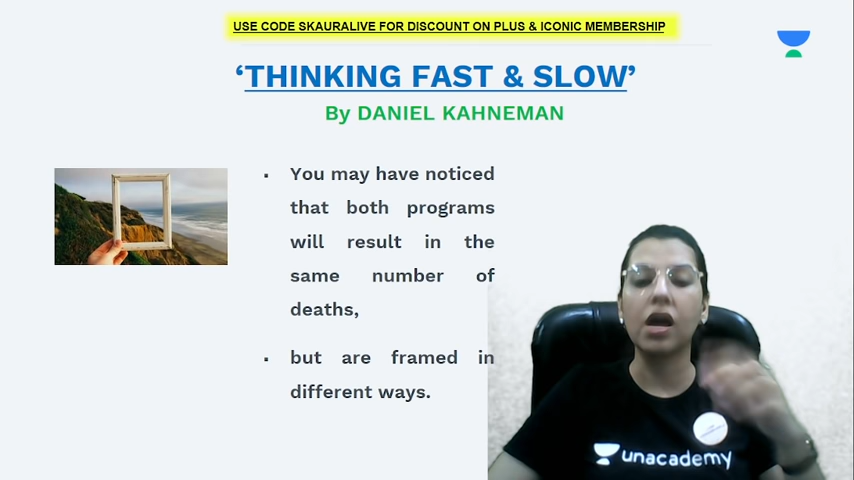 USE CODE SKAURALIVE FOR DISCOUNT ON PLUS & ICONIC MEMBERSHIP
‘THINKING FAST & SLOW’
By DANIEL KAHNEMAN
▪ You may have noticed
that both programs
will result in the
same number of
deaths,
▪ but are framed in
different ways.
unacademy